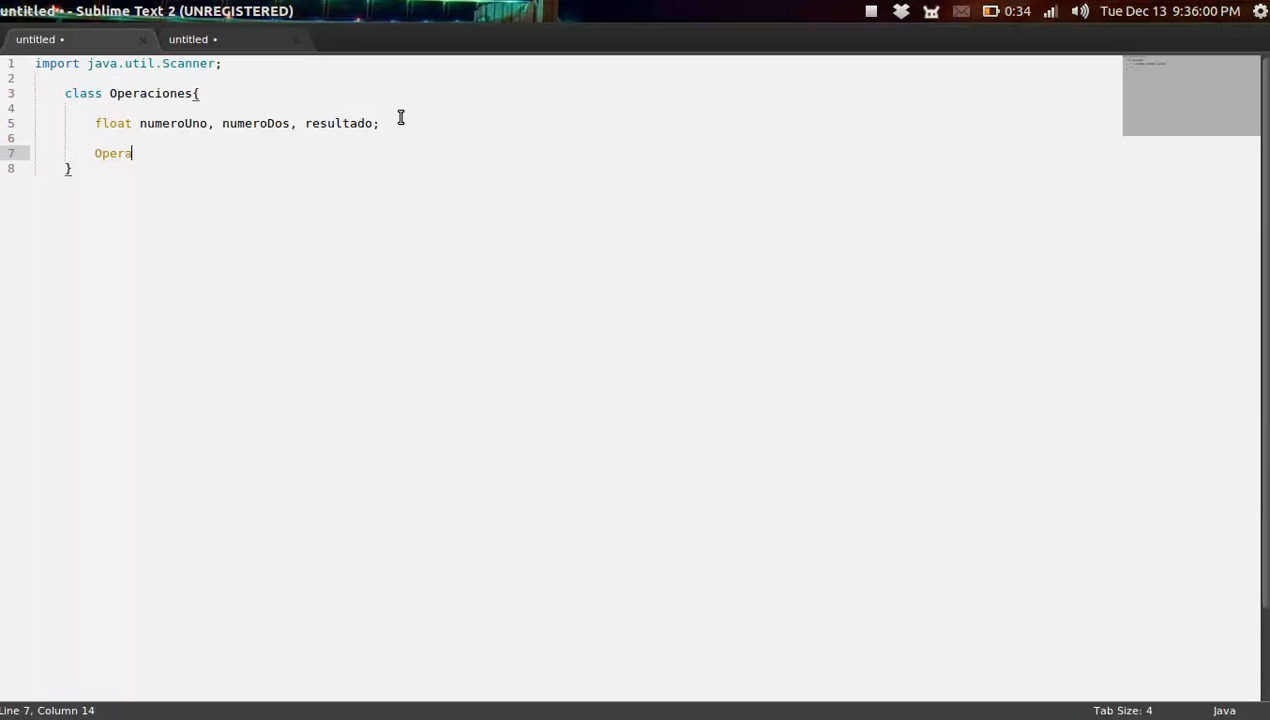 untitled • - Sublime Text 2 (UNREGISTERED)
0:34
Tue Dec 13 9:36:00 PM
untitled •
untitled •
1 import java.util.Scanner;
2
3 class Operaciones{
4
5 float numeroUno, numeroDos, resultado;
6
7 Opera
8 }
Line 7, Column 14
Tab Size: 4
Java